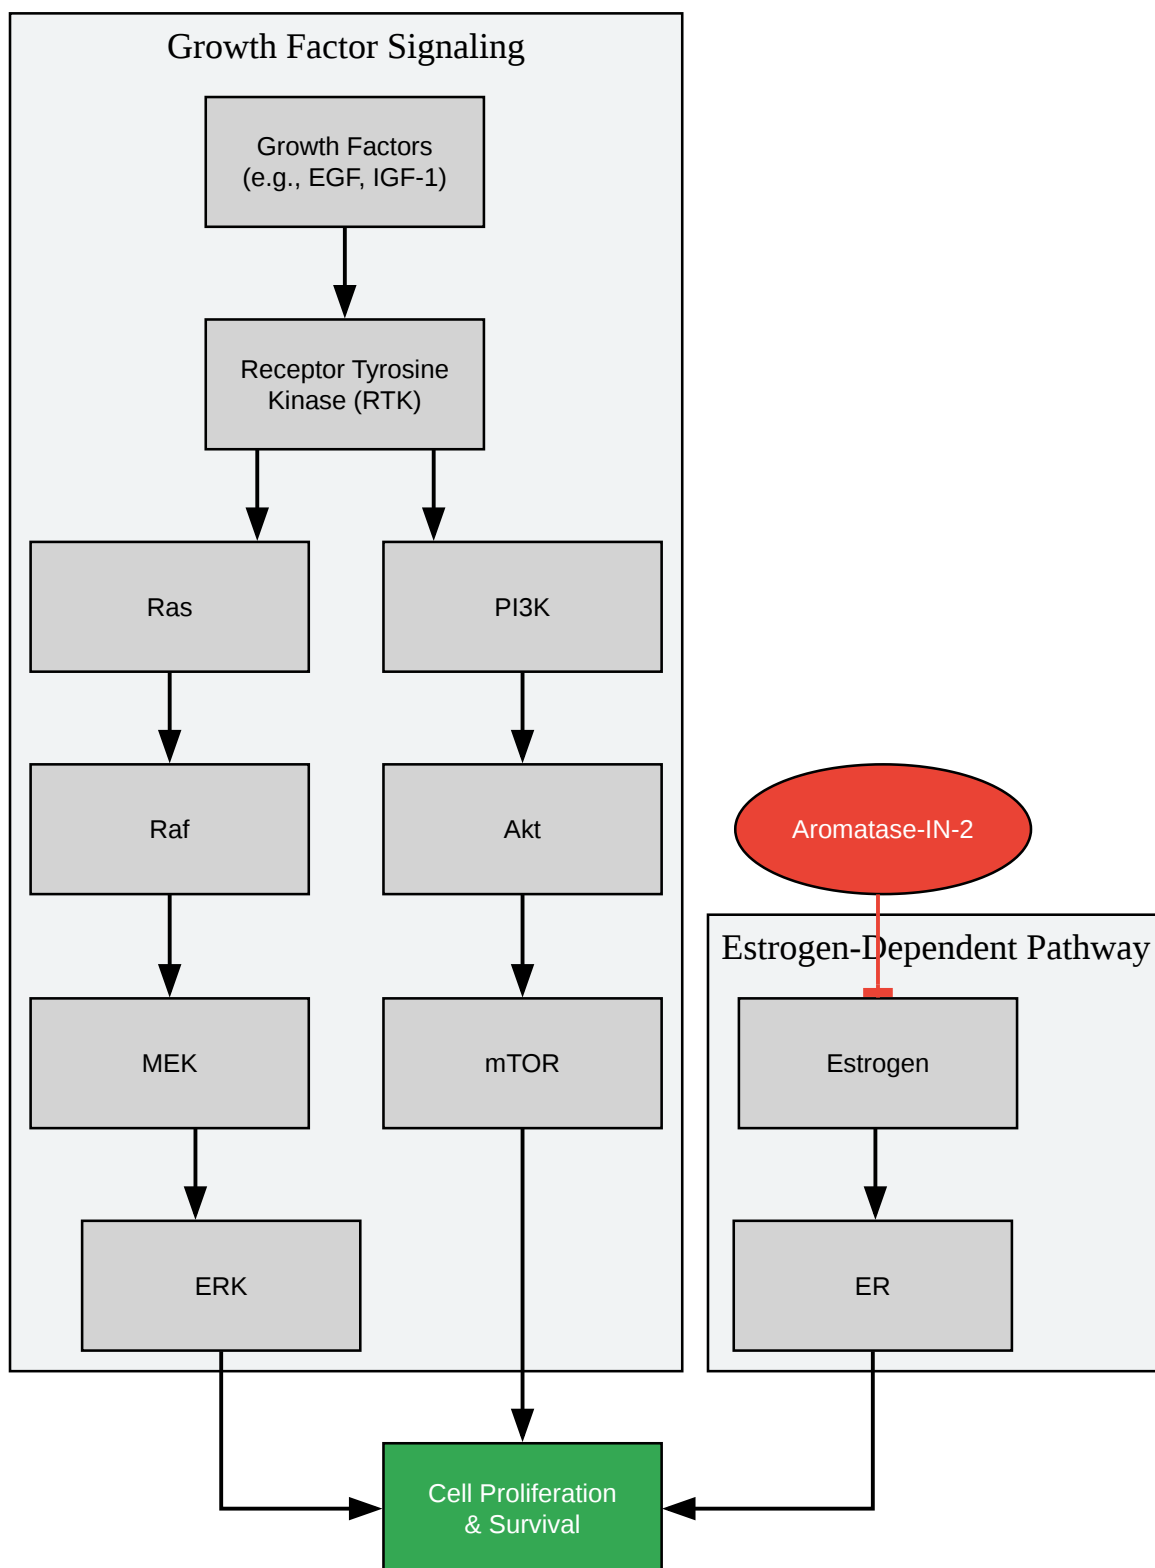 Growth Factor Signaling
Growth Factors
(e.g., EGF, IGF-1)
Receptor Tyrosine
Kinase (RTK)
Ras
PI3K
Raf
Akt
Aromatase-IN-2
Estrogen-Dependent Pathway
MEK
mTOR
Estrogen
ERK
ER
Cell Proliferation
& Survival